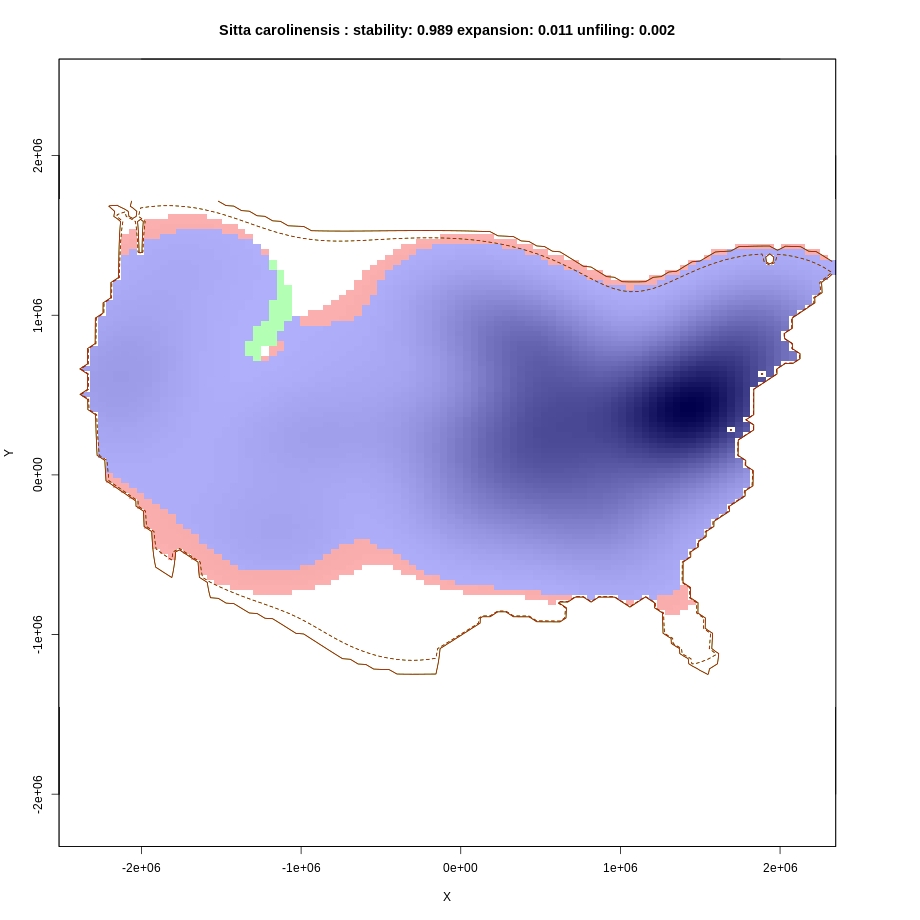 Sitta carolinensis : stability: 0.989 expansion: 0.011 unfiling: 0.002
2e+06
1e+06
0e+00
-1e+06
-2e+06
Y
-2e+06 -1e+06 0e+00 1e+06 2e+06
X